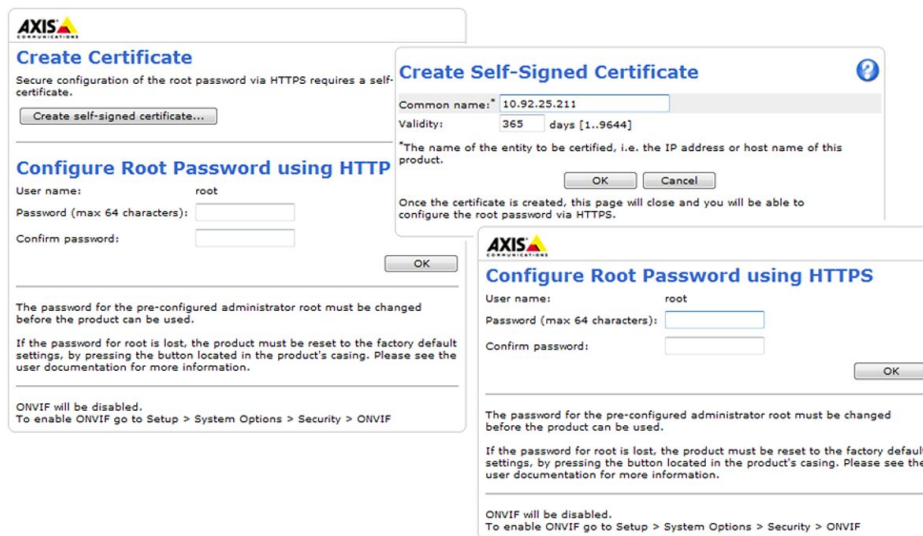 AXIS
COMMUNICATIONS
Create Certificate
Secure configuration of the root password via HTTPS requires a self-
certificate.
Create self-signed certificate...
Configure Root Password using HTTP
User name: root
Password (max 64 characters):
Confirm password:
OK
The password for the pre-configured administrator root must be changed
before the product can be used.
If the password for root is lost, the product must be reset to the factory default
settings, by pressing the button located in the product's casing. Please see the
user documentation for more information.
ONVIF will be disabled.
To enable ONVIF go to Setup > System Options > Security > ONVIF
Create Self-Signed Certificate
?
Common name:* 10.92.25.211
Validity: 365 days [1..9644]
*The name of the entity to be certified, i.e. the IP address or host name of this
product.
OK Cancel
Once the certificate is created, this page will close and you will be able to
configure the root password via HTTPS.
AXIS
COMMUNICATIONS
Configure Root Password using HTTPS
User name: root
Password (max 64 characters):
Confirm password:
OK
The password for the pre-configured administrator root must be changed
before the product can be used.
If the password for root is lost, the product must be reset to the factory default
settings, by pressing the button located in the product's casing. Please see the
user documentation for more information.
ONVIF will be disabled.
To enable ONVIF go to Setup > System Options > Security > ONVIF